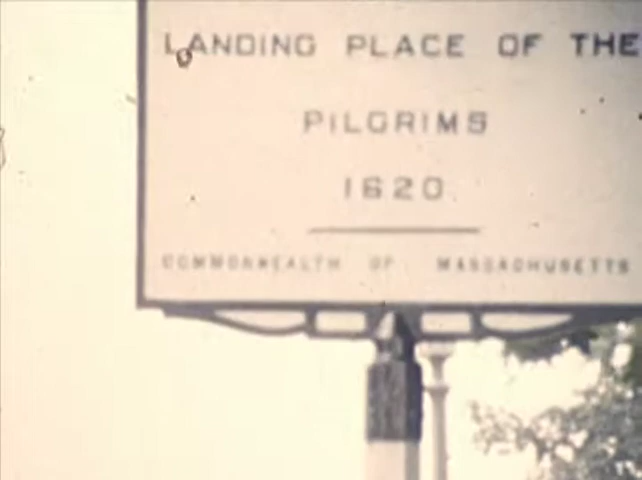 LANDING PLACE OF THE
PILGRIMS
1620
COMMONWEALTH OF MASSACHUSETTS